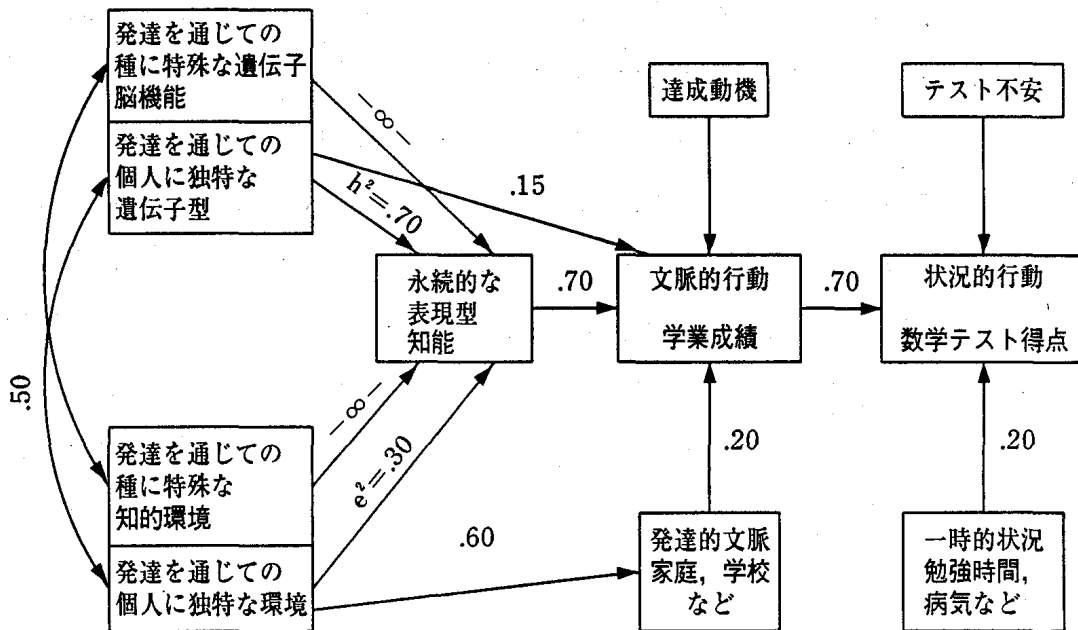 発達を通じての
種に特殊な遺伝子
脳機能
発達を通じての
個人に独特な
遺伝子型
-∞-
h²=.70
.15
達成動機
テスト不安
永続的な
表現型
知能
.70
文脈的行動
学業成績
.70
状況的行動
数学テスト得点
.50
発達を通じての
種に特殊な
知的環境
発達を通じての
個人に独特な環境
-∞-
e²=.30
.60
.20
発達的文脈
家庭，学校
など
.20
一時的状況
勉強時間，
病気など